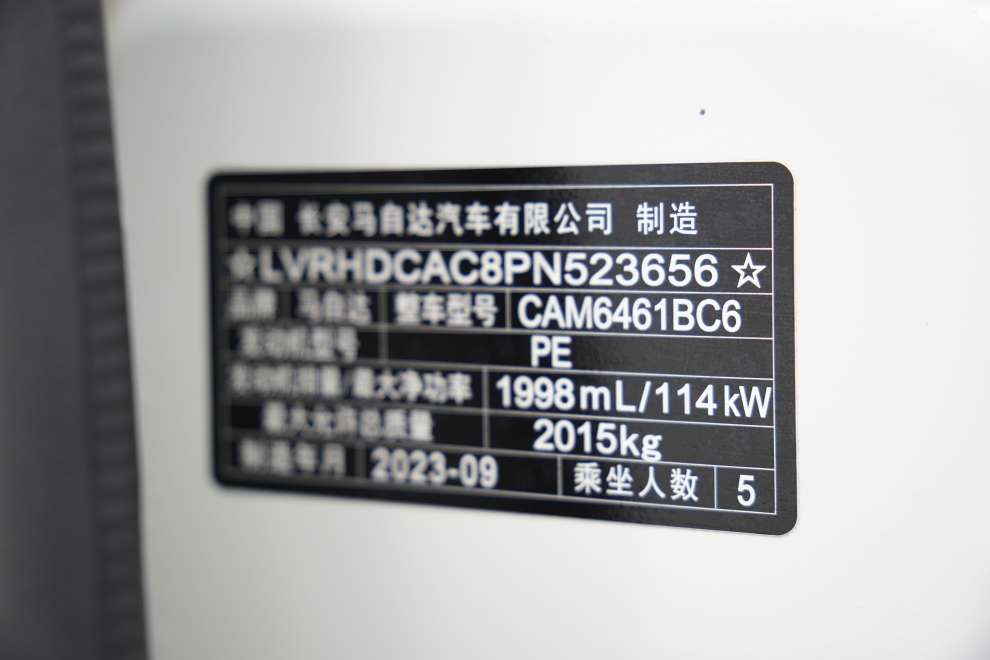 中国 长安马自达汽车有限公司 制造
☆LVRHDCAC8PN523656☆
品牌 马自达 整车型号 CAM6461BC6
发动机型号 PE
发动机排量/最大净功率 1998mL/114kW
最大允许总质量 2015kg
制造年月 2023-09 乘坐人数 5